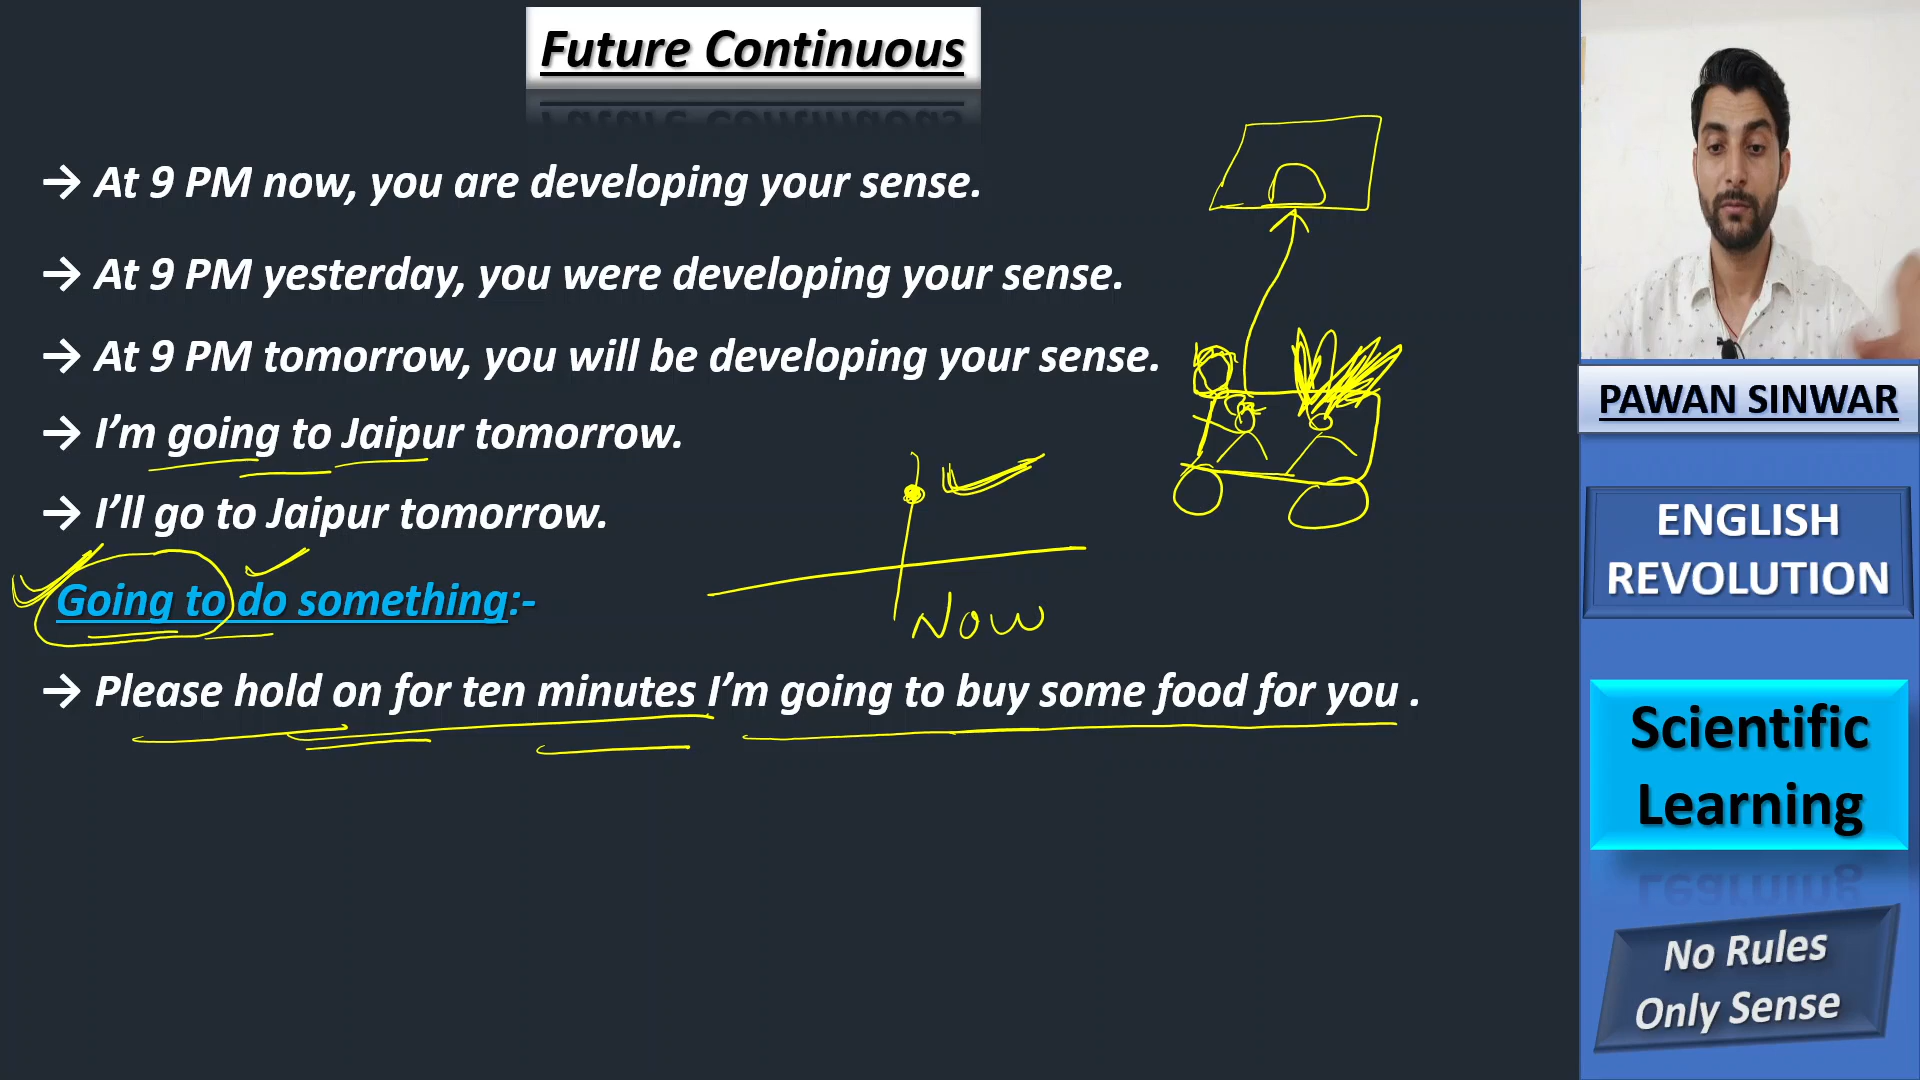 Future Continuous
→ At 9 PM now, you are developing your sense.
→ At 9 PM yesterday, you were developing your sense.
→ At 9 PM tomorrow, you will be developing your sense.
→ I’m going to Jaipur tomorrow.
→ I’ll go to Jaipur tomorrow.
Going to do something:-
Now
→ Please hold on for ten minutes I’m going to buy some food for you .
PAWAN SINWAR
ENGLISH
REVOLUTION
Scientific
Learning
No Rules
Only Sense